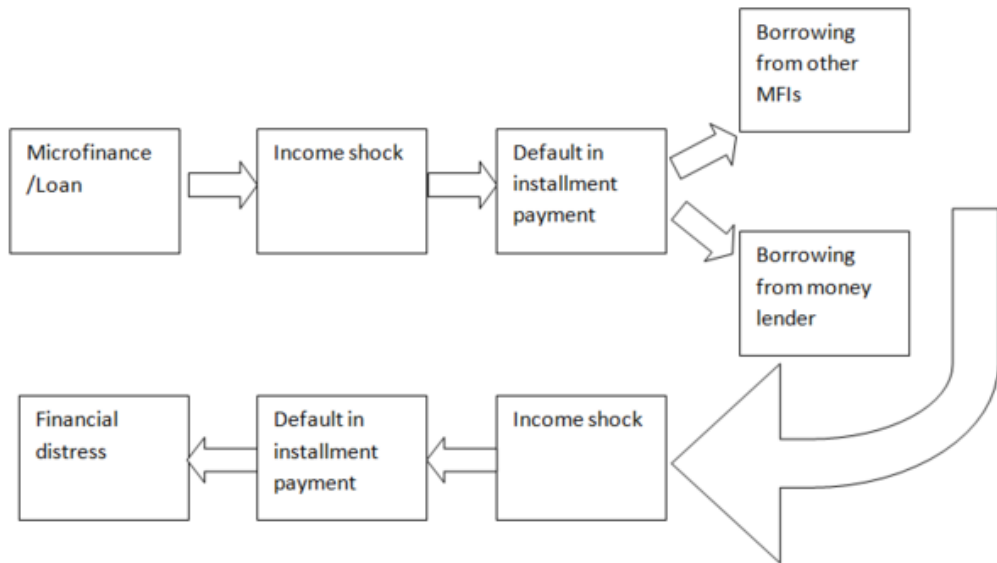 Borrowing
from other
MFIs
Microfinance
/Loan
Income shock
Default in
installment
payment
Borrowing
from money
lender
Financial
distress
Default in
installment
payment
Income shock